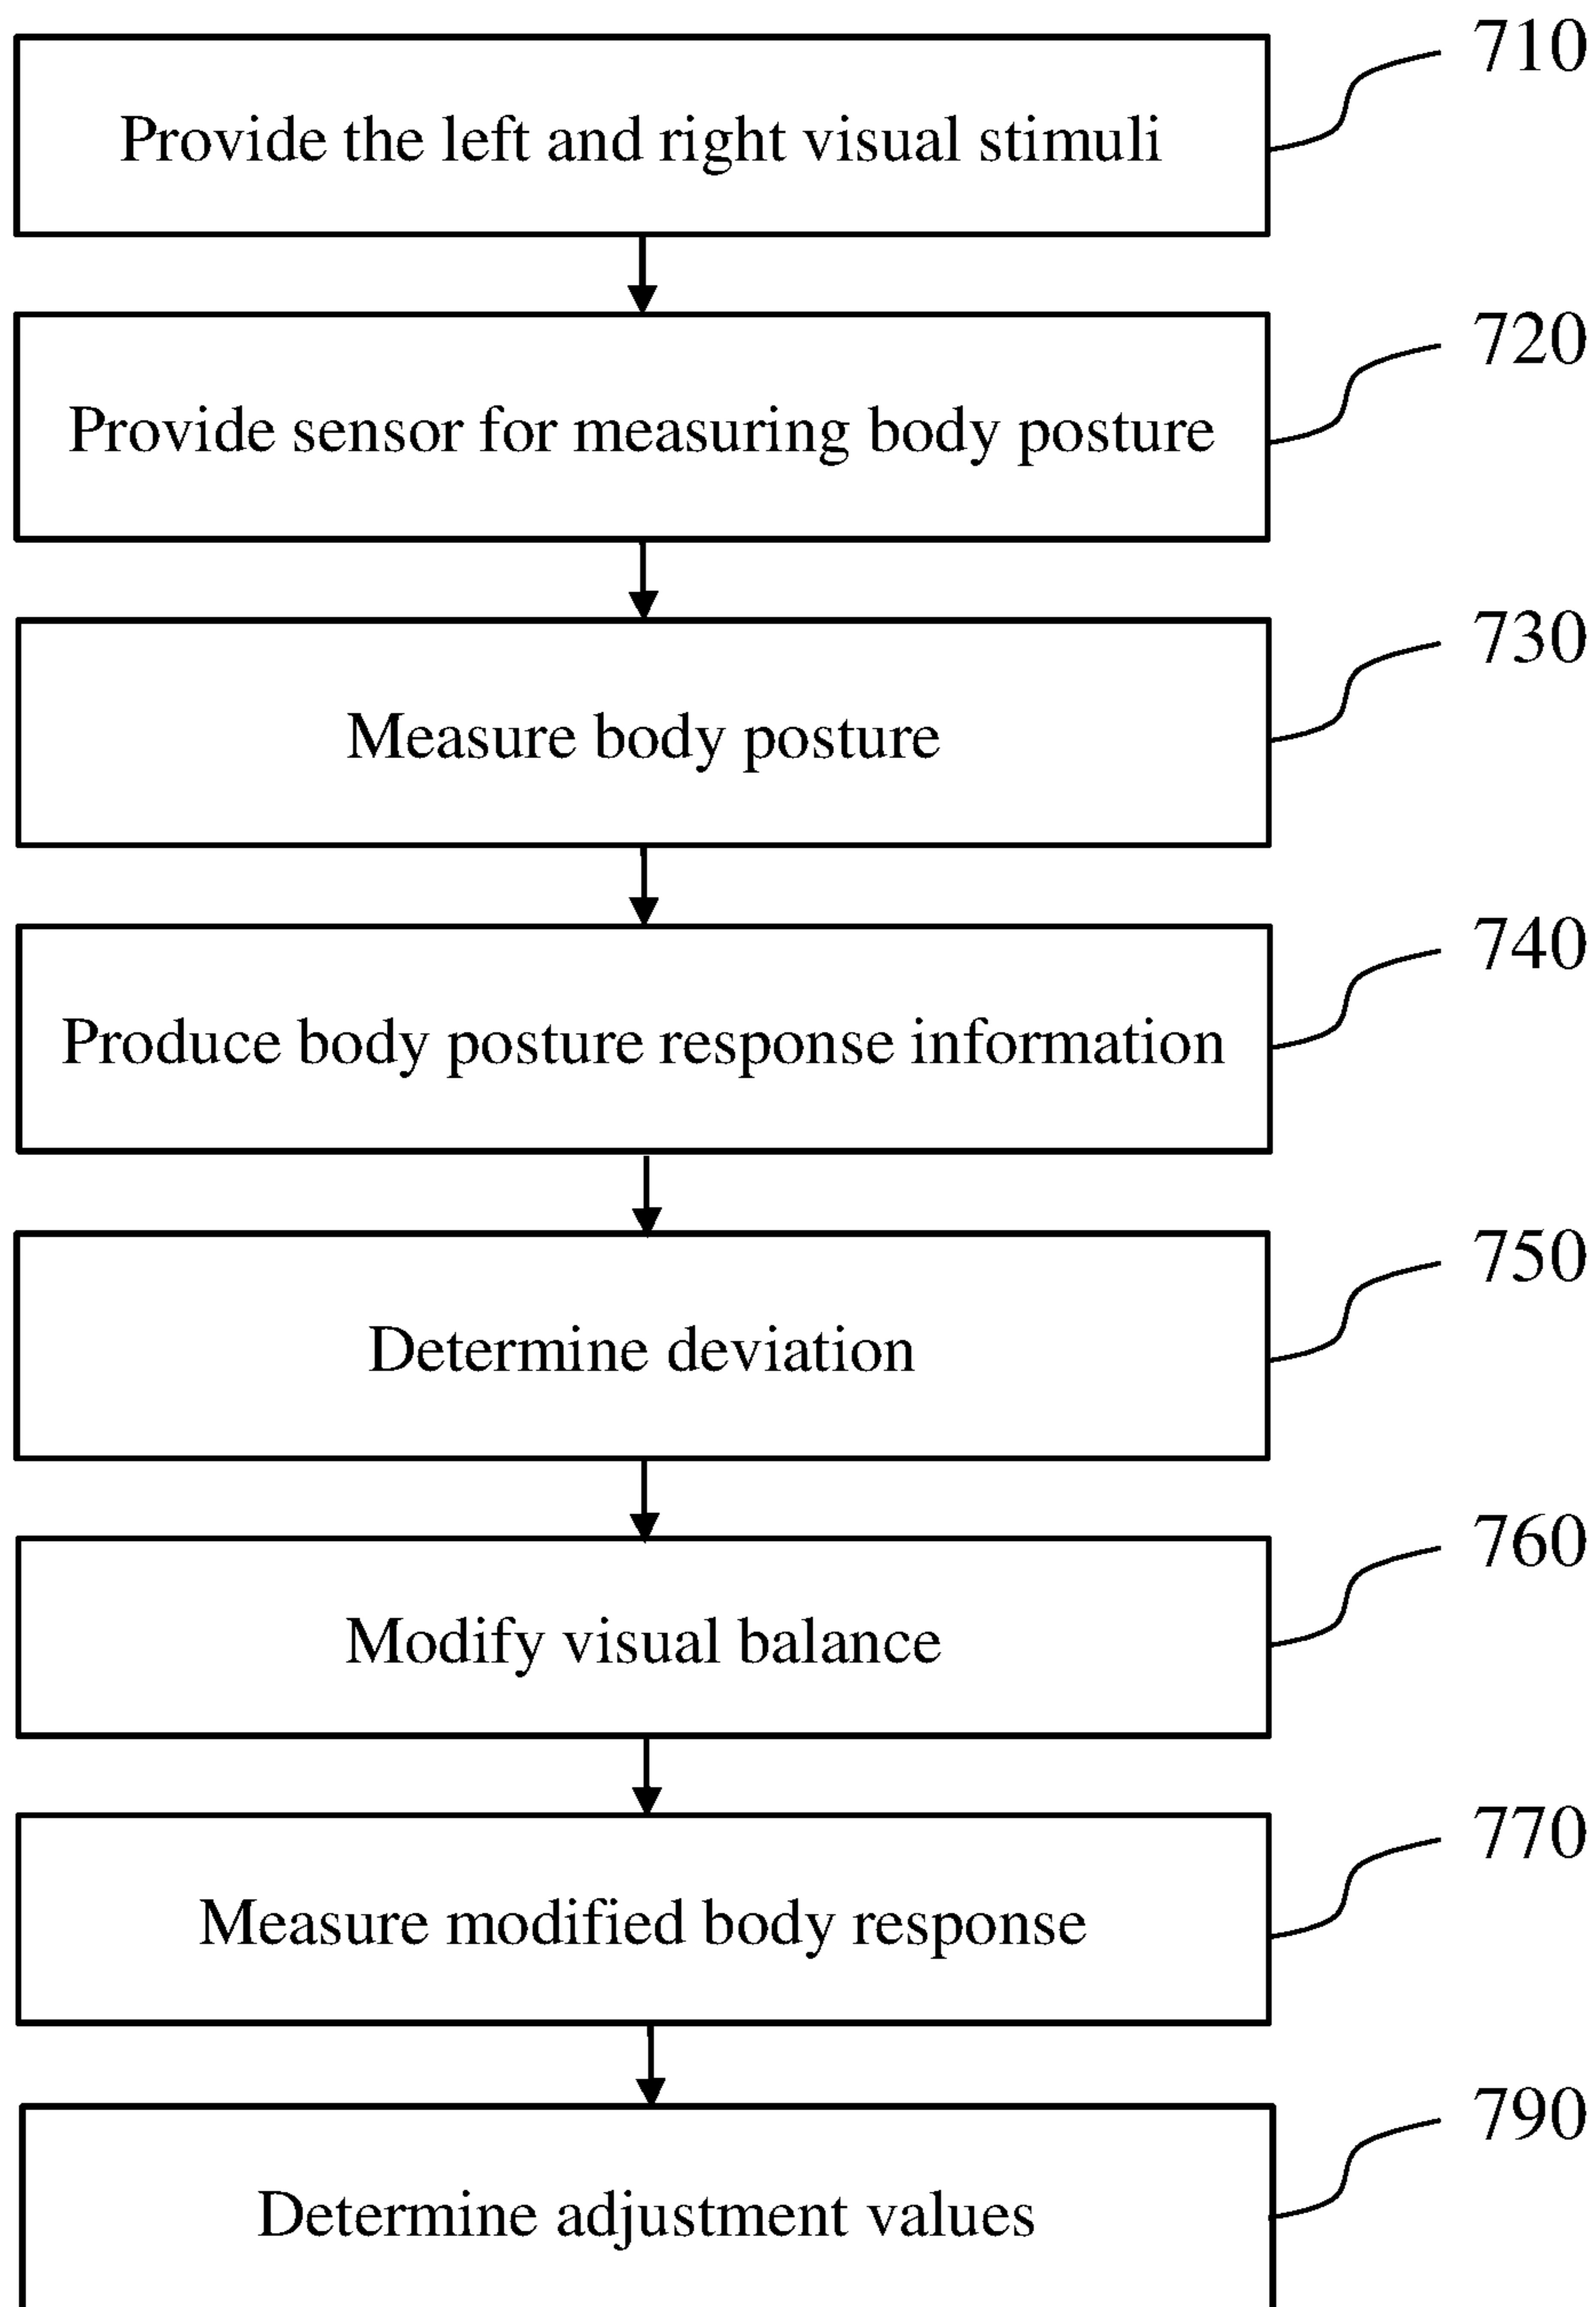 710
Provide the left and right visual stimuli
720
Provide sensor for measuring body posture
730
Measure body posture
740
Produce body posture response information
750
Determine deviation
760
Modify visual balance
770
Measure modified body response
790
Determine adjustment values